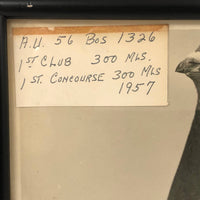 A.U. 56 BOS 1326
1ST CLUB 300 MLS.
1ST. CONCOURSE 300 MLS
1957